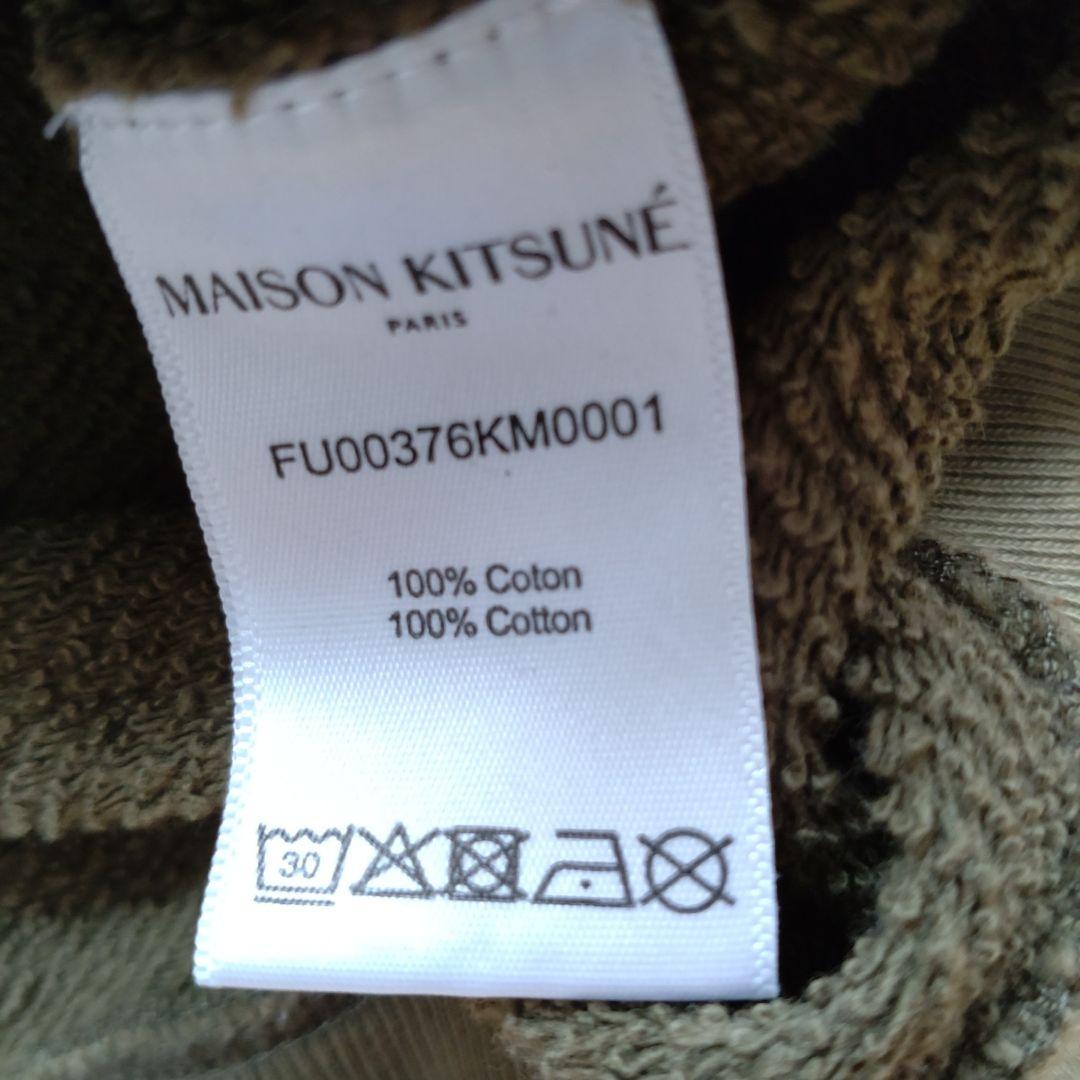 MAISON KITSUNÉ
PARIS
FU00376KM0001
100% Coton
100% Cotton
30